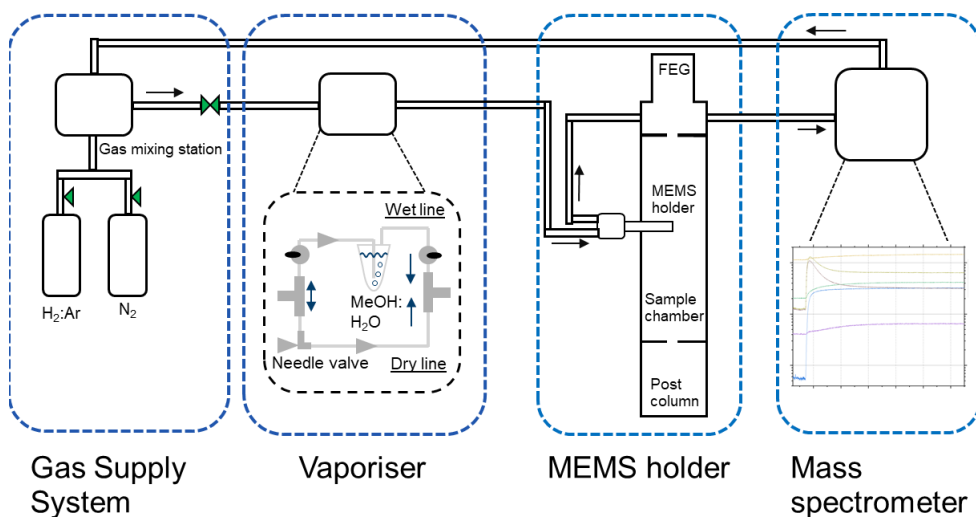 FEG
Gas mixing station
MEMS
holder
Wet line
MeOH:
H₂O
H₂:Ar
N₂
Sample
chamber
Needle valve
Dry line
Post
column
Gas Supply
System
Vaporiser
MEMS holder
Mass
spectrometer